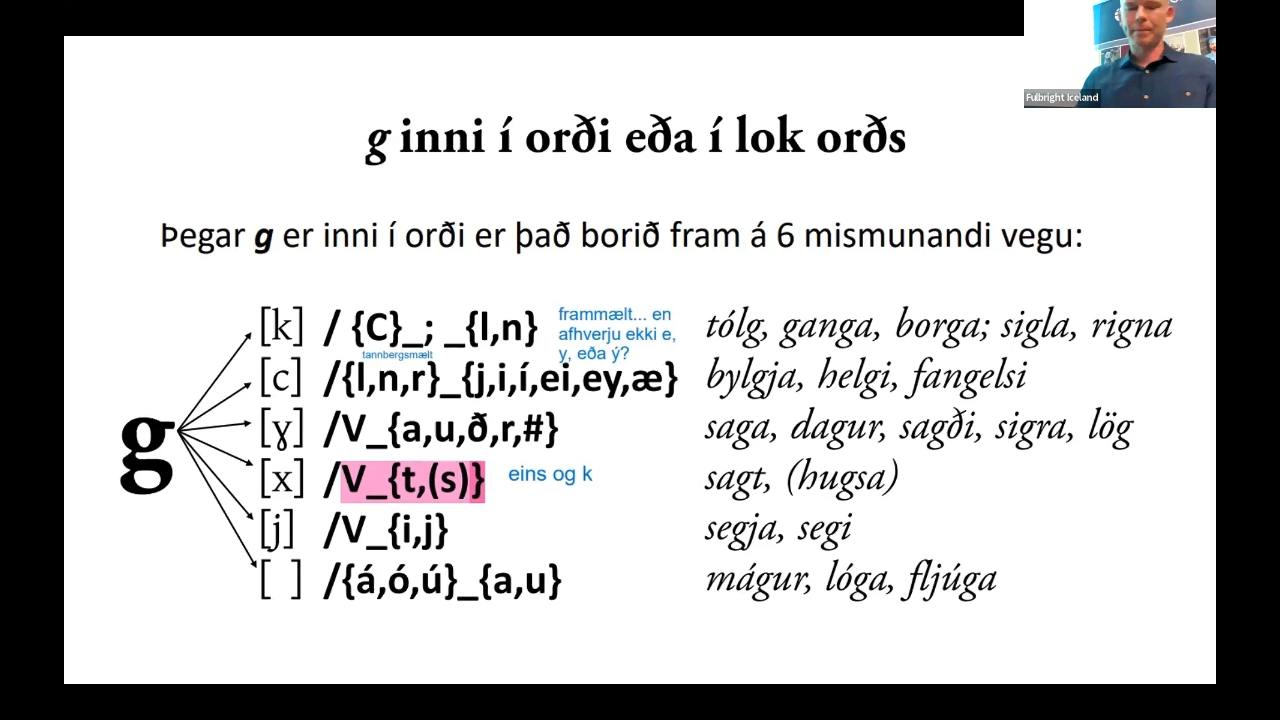 Fulbright Iceland
g inni í orði eða í lok orðs
Þegar g er inni í orði er það borið fram á 6 mismunandi vegu:
g
[k] / {C}_; _{l,n} frammælt... en afhverju ekki e, y, eða ý? tólg, ganga, borga; sigla, rigna
tannbergsmælt
[c] /{l,n,r}_{j,i,í,ei,ey,æ} bylgja, helgi, fangelsi
[ɣ] /V_{a,u,ð,r,#} saga, dagur, sagði, sigra, lög
[x] /V_{t,(s)} eins og k sagt, (hugsa)
[j] /V_{i,j} segja, segi
[ ] /{á,ó,ú}_{a,u} mágur, lóga, fljúga